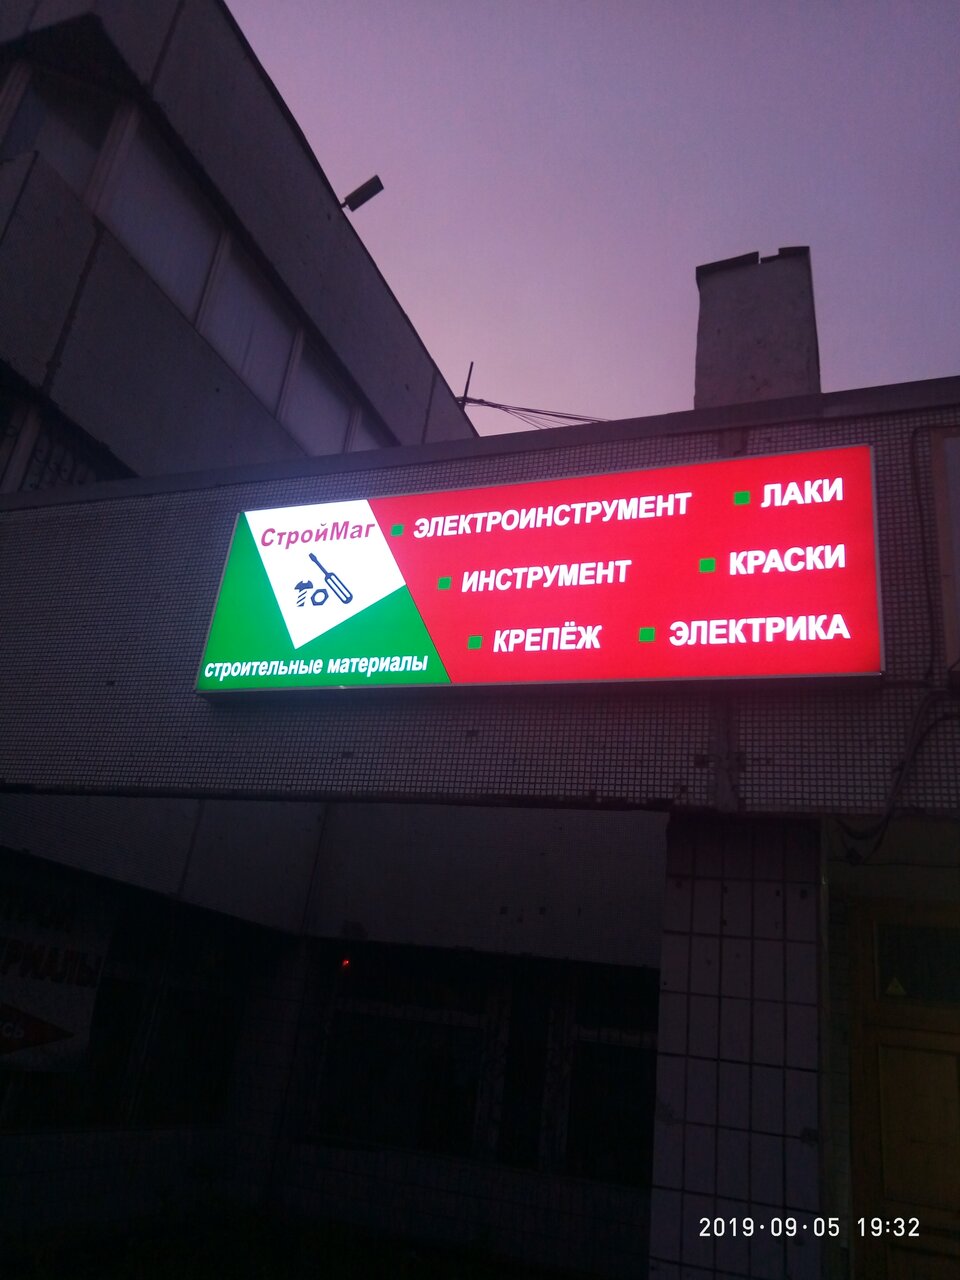 СтройМаг
строительные материалы
ЭЛЕКТРОИНСТРУМЕНТ
ЛАКИ
ИНСТРУМЕНТ
КРАСКИ
КРЕПЁЖ
ЭЛЕКТРИКА
2019·09·05 19:32